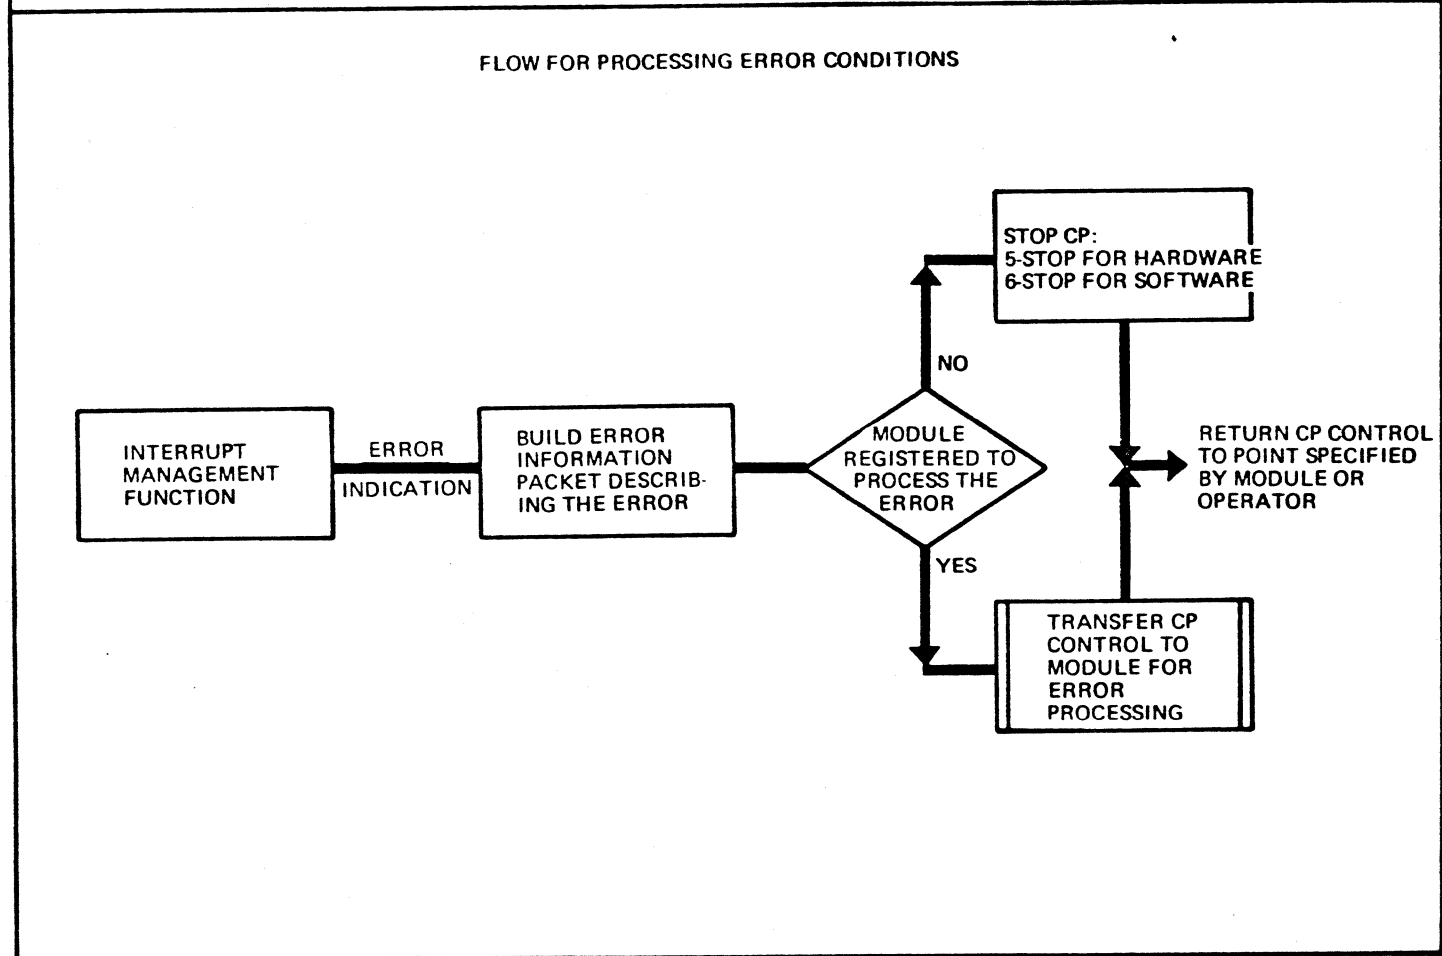 FLOW FOR PROCESSING ERROR CONDITIONS
STOP CP:
5-STOP FOR HARDWARE
6-STOP FOR SOFTWARE
NO
INTERRUPT
MANAGEMENT
FUNCTION
ERROR
INDICATION
BUILD ERROR
INFORMATION
PACKET DESCRIB-
ING THE ERROR
MODULE
REGISTERED TO
PROCESS THE
ERROR
RETURN CP CONTROL
TO POINT SPECIFIED
BY MODULE OR
OPERATOR
YES
TRANSFER CP
CONTROL TO
MODULE FOR
ERROR
PROCESSING